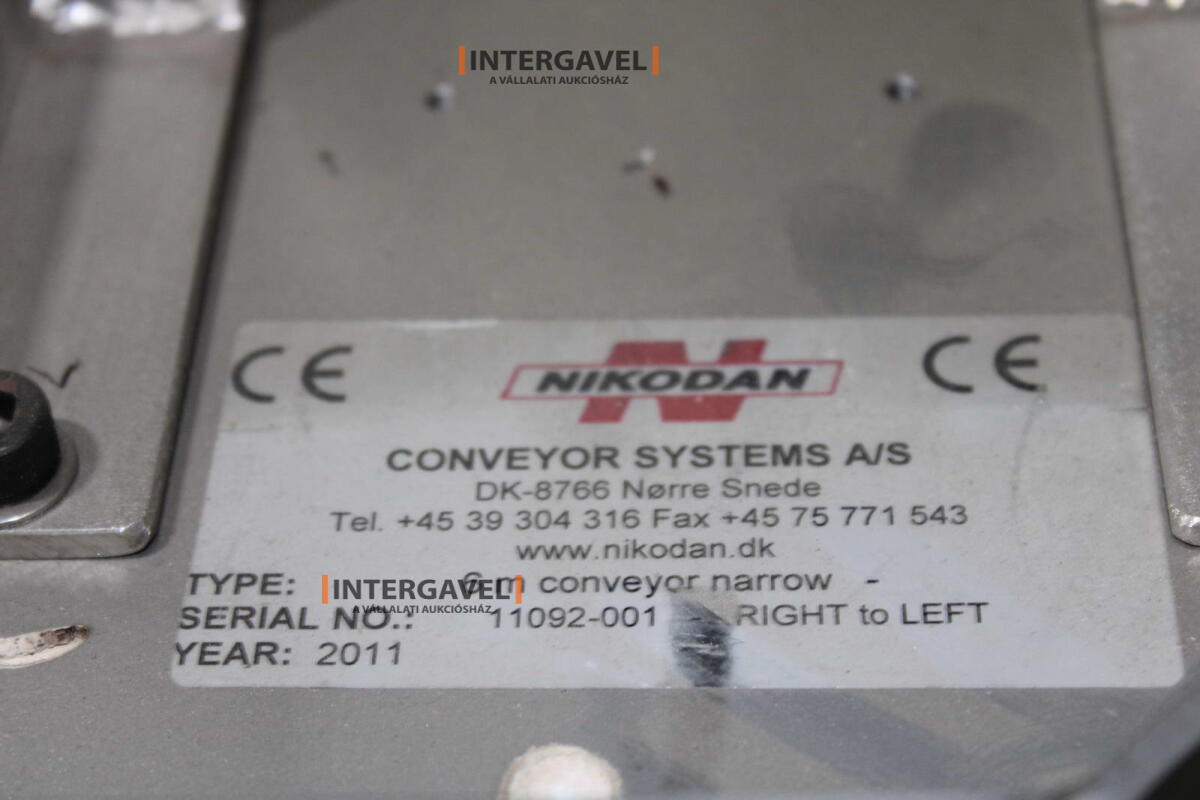 INTERGAVEL
A VÁLLALATI AUKCIÓSHÁZ
CE NIKODAN CE
CONVEYOR SYSTEMS A/S
DK-8766 Nørre Snede
Tel. +45 39 304 316 Fax +45 75 771 543
www.nikodan.dk
TYPE: 6 m conveyor narrow -
INTERGAVEL
A VÁLLALATI AUKCIÓSHÁZ
SERIAL NO.: 11092-001 RIGHT to LEFT
YEAR: 2011